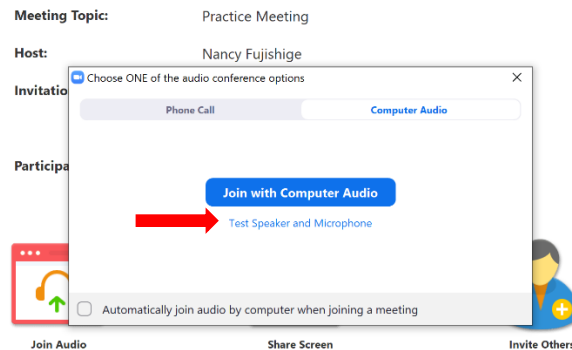 Meeting Topic: Practice Meeting
Host: Nancy Fujishige
Choose ONE of the audio conference options
Invitatio
Phone Call Computer Audio
Participa
Join with Computer Audio
Test Speaker and Microphone
Automatically join audio by computer when joining a meeting
Join Audio Share Screen Invite Others